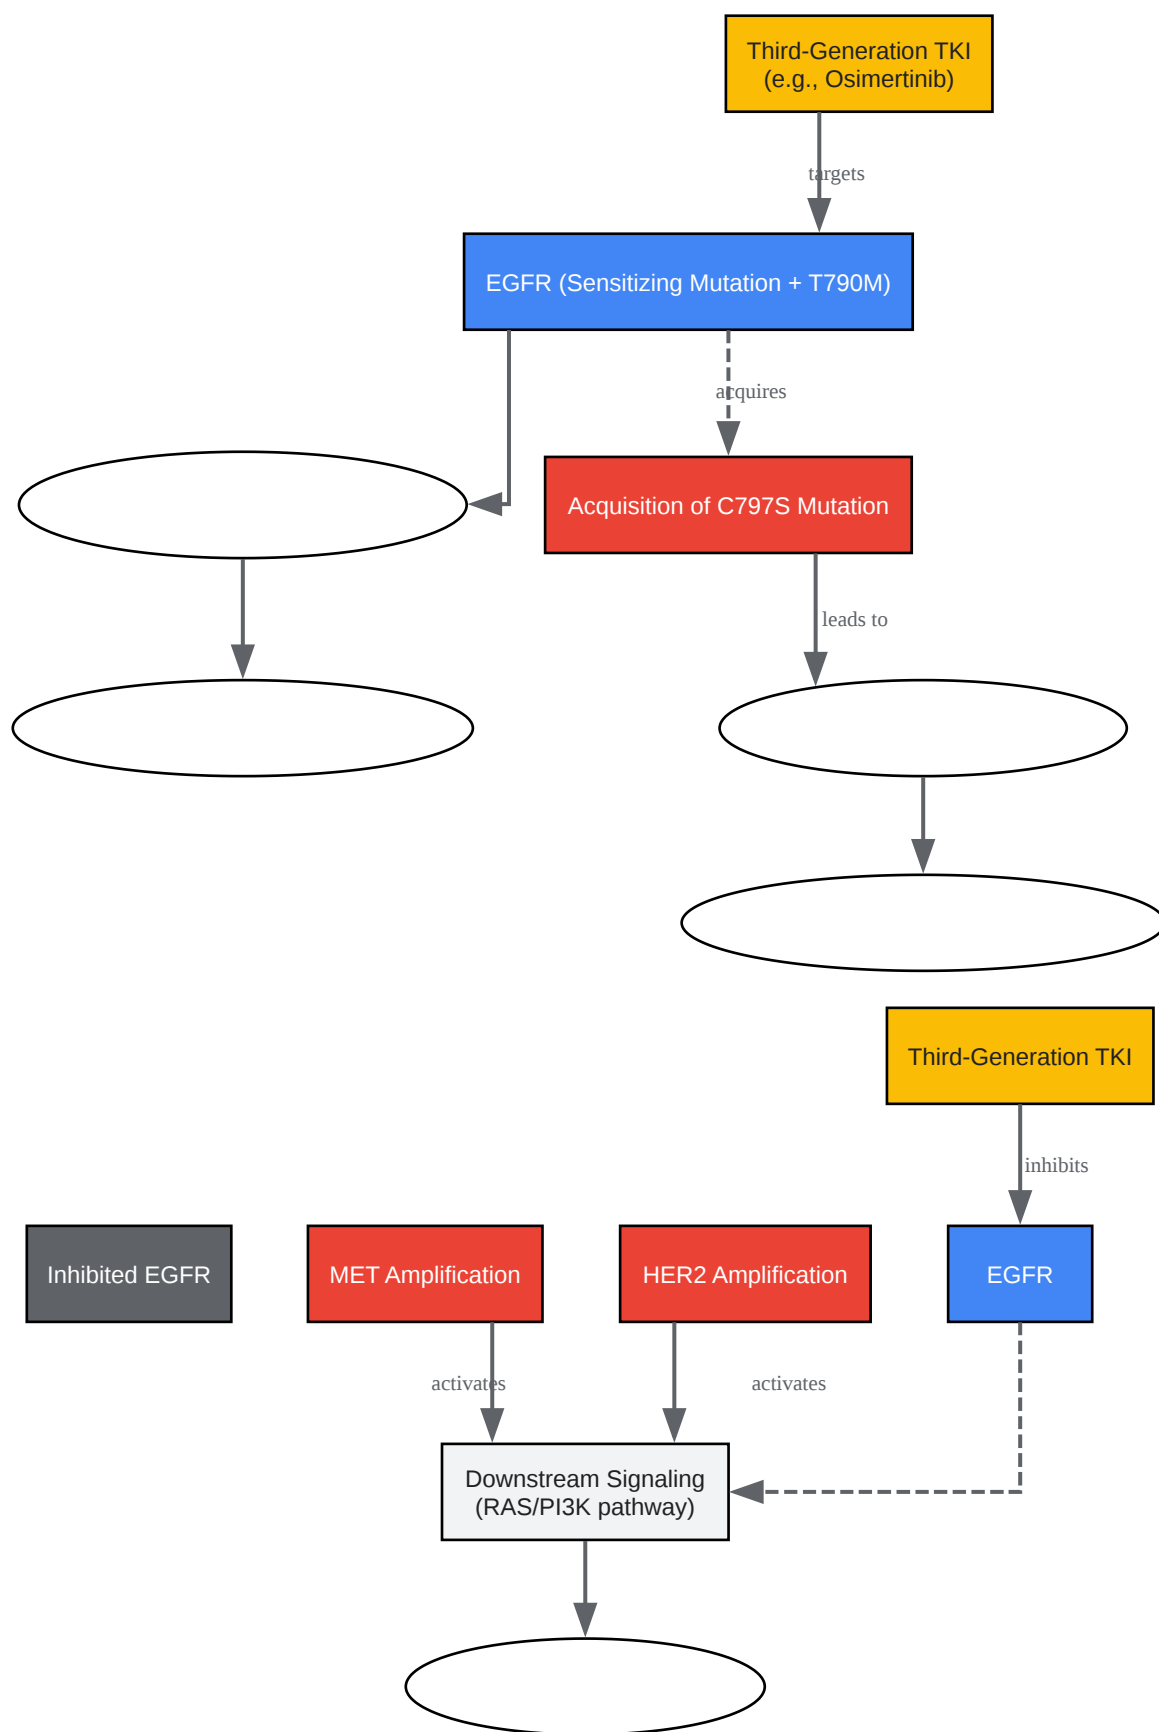 Third-Generation TKI
(e.g., Osimertinib)
targets
EGFR (Sensitizing Mutation + T790M)
acquires
Acquisition of C797S Mutation
leads to
Third-Generation TKI
inhibits
Inhibited EGFR
MET Amplification
HER2 Amplification
EGFR
activates
activates
Downstream Signaling
(RAS/PI3K pathway)